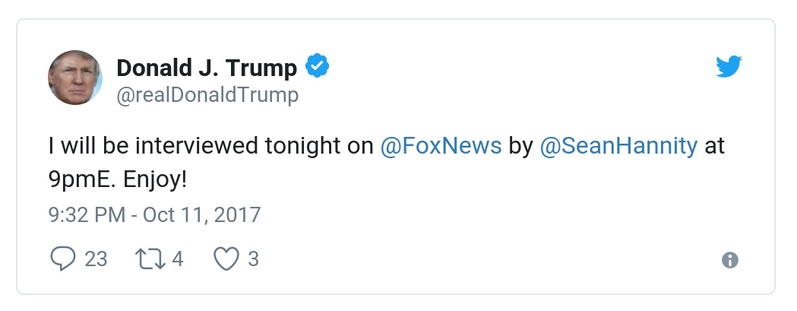 Donald J. Trump
@realDonaldTrump
I will be interviewed tonight on @FoxNews by @SeanHannity at
9pmE. Enjoy!
9:32 PM - Oct 11, 2017
23 4 3